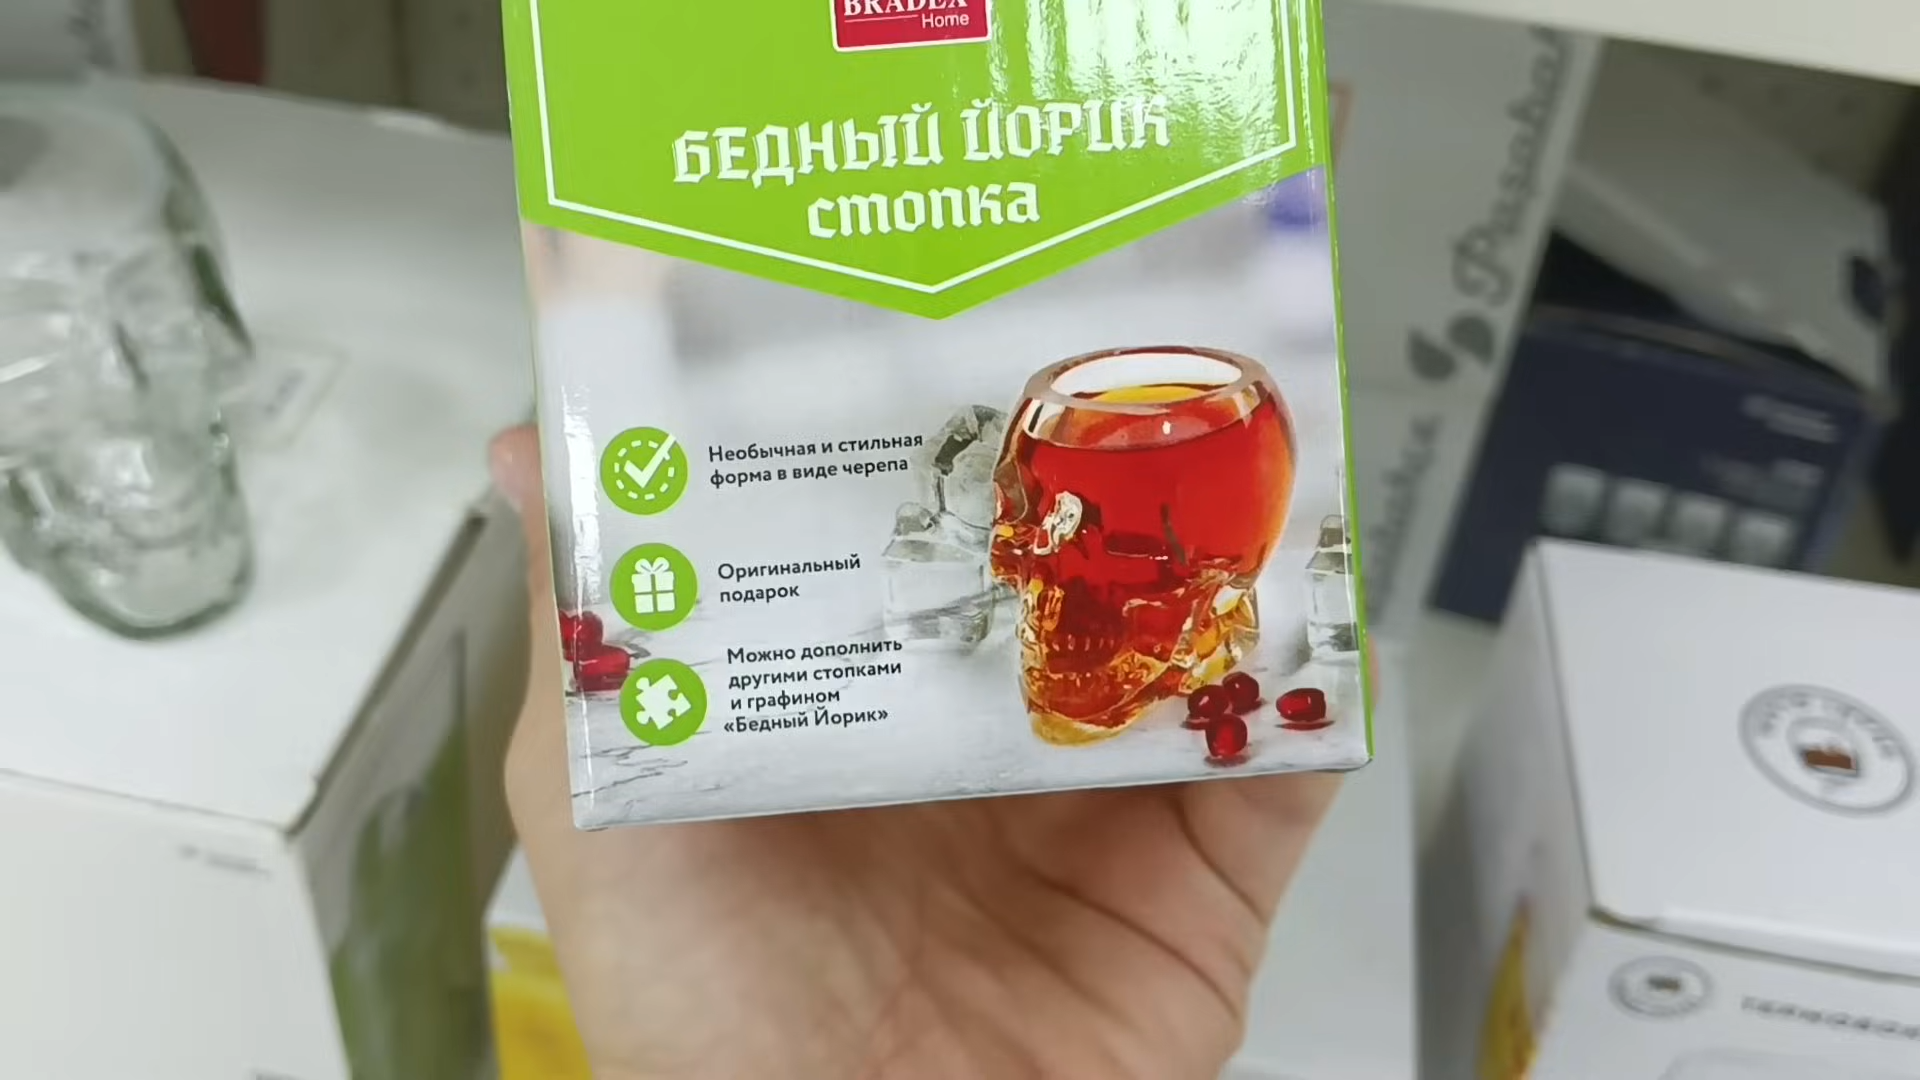 BRADEX
Home
БЕДНЫЙ ЙОРИК
стопка
Необычная и стильная
форма в виде черепа
Оригинальный
подарок
Можно дополнить
другими стопками
и графином
«Бедный Йорик»
Pasabahce